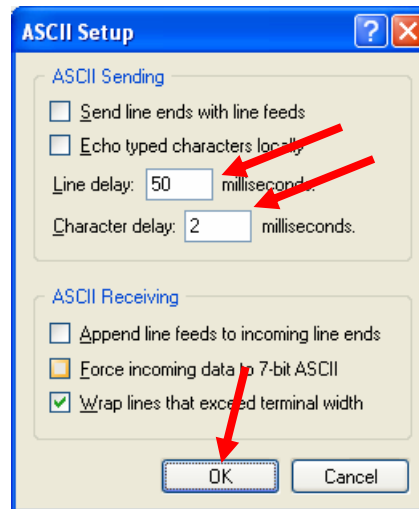 ASCII Setup
ASCII Sending
Send line ends with line feeds
Echo typed characters locally
Line delay: 50 milliseconds.
Character delay: 2 milliseconds.
ASCII Receiving
Append line feeds to incoming line ends
Force incoming data to 7-bit ASCII
Wrap lines that exceed terminal width
OK Cancel